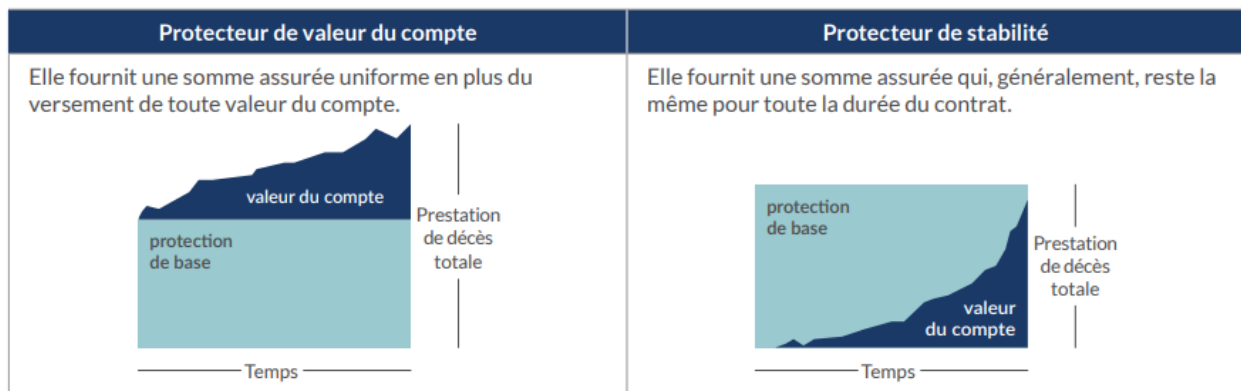 Protecteur de valeur du compte
Elle fournit une somme assurée uniforme en plus du
versement de toute valeur du compte.
valeur du compte
protection
de base
Prestation
de décès
totale
Temps
Protecteur de stabilité
Elle fournit une somme assurée qui, généralement, reste la
même pour toute la durée du contrat.
protection
de base
valeur
du compte
Prestation
de décès
totale
Temps